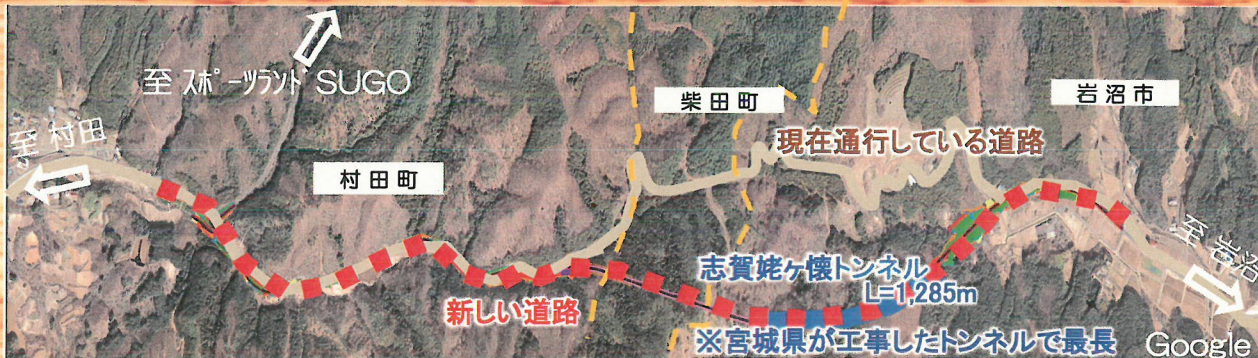 至 スポーツランド SUGO
柴田町
岩沼市
至 村田
現在通行している道路
村田町
至 岩沼
志賀姥ヶ懐トンネル
L=1,285m
新しい道路
※宮城県が工事したトンネルで最長
Google